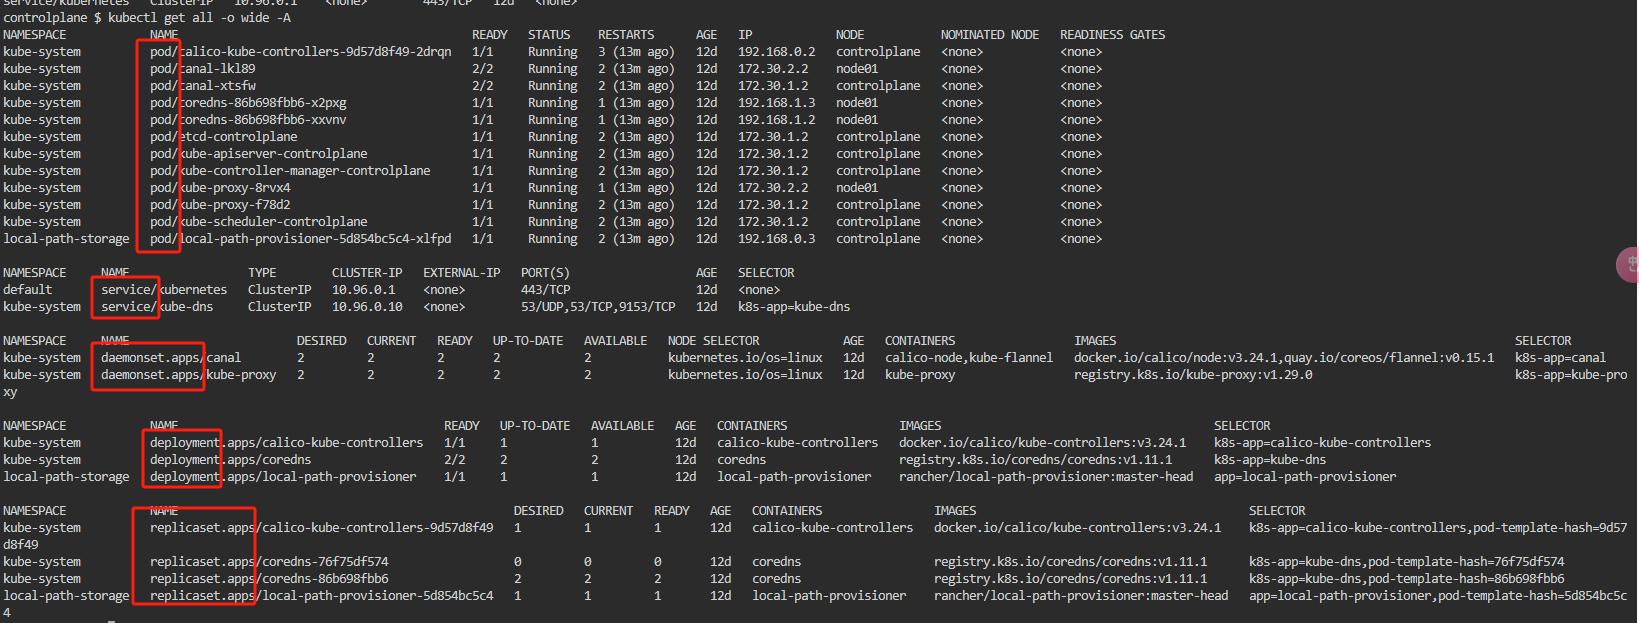 service/kubernetes ClusterIP 10.96.0.1 <none> 443/TCP 12d <none>
controlplane $ kubectl get all -o wide -A
NAMESPACE NAME READY STATUS RESTARTS AGE IP NODE NOMINATED NODE READINESS GATES
kube-system pod/calico-kube-controllers-9d57d8f49-2drqn 1/1 Running 3 (13m ago) 12d 192.168.0.2 controlplane <none> <none>
kube-system pod/canal-lkl89 2/2 Running 2 (13m ago) 12d 172.30.2.2 node01 <none> <none>
kube-system pod/canal-xtsfw 2/2 Running 2 (13m ago) 12d 172.30.1.2 controlplane <none> <none>
kube-system pod/coredns-86b698fbb6-x2pxg 1/1 Running 1 (13m ago) 12d 192.168.1.3 node01 <none> <none>
kube-system pod/coredns-86b698fbb6-xxvnv 1/1 Running 1 (13m ago) 12d 192.168.1.2 node01 <none> <none>
kube-system pod/etcd-controlplane 1/1 Running 2 (13m ago) 12d 172.30.1.2 controlplane <none> <none>
kube-system pod/kube-apiserver-controlplane 1/1 Running 2 (13m ago) 12d 172.30.1.2 controlplane <none> <none>
kube-system pod/kube-controller-manager-controlplane 1/1 Running 2 (13m ago) 12d 172.30.1.2 controlplane <none> <none>
kube-system pod/kube-proxy-8rvx4 1/1 Running 1 (13m ago) 12d 172.30.2.2 node01 <none> <none>
kube-system pod/kube-proxy-f78d2 1/1 Running 2 (13m ago) 12d 172.30.1.2 controlplane <none> <none>
kube-system pod/kube-scheduler-controlplane 1/1 Running 2 (13m ago) 12d 172.30.1.2 controlplane <none> <none>
local-path-storage pod/local-path-provisioner-5d854bc5c4-xlfpd 1/1 Running 2 (13m ago) 12d 192.168.0.3 controlplane <none> <none>
NAMESPACE NAME TYPE CLUSTER-IP EXTERNAL-IP PORT(S) AGE SELECTOR
default service/kubernetes ClusterIP 10.96.0.1 <none> 443/TCP 12d <none>
kube-system service/kube-dns ClusterIP 10.96.0.10 <none> 53/UDP,53/TCP,9153/TCP 12d k8s-app=kube-dns
NAMESPACE NAME DESIRED CURRENT READY UP-TO-DATE AVAILABLE NODE SELECTOR AGE CONTAINERS IMAGES SELECTOR
kube-system daemonset.apps/canal 2 2 2 2 2 kubernetes.io/os=linux 12d calico-node,kube-flannel docker.io/calico/node:v3.24.1,quay.io/coreos/flannel:v0.15.1 k8s-app=canal
kube-system daemonset.apps/kube-proxy 2 2 2 2 2 kubernetes.io/os=linux 12d kube-proxy registry.k8s.io/kube-proxy:v1.29.0 k8s-app=kube-pro
xy
NAMESPACE NAME READY UP-TO-DATE AVAILABLE AGE CONTAINERS IMAGES SELECTOR
kube-system deployment.apps/calico-kube-controllers 1/1 1 1 12d calico-kube-controllers docker.io/calico/kube-controllers:v3.24.1 k8s-app=calico-kube-controllers
kube-system deployment.apps/coredns 2/2 2 2 12d coredns registry.k8s.io/coredns/coredns:v1.11.1 k8s-app=kube-dns
local-path-storage deployment.apps/local-path-provisioner 1/1 1 1 12d local-path-provisioner rancher/local-path-provisioner:master-head app=local-path-provisioner
NAMESPACE NAME DESIRED CURRENT READY AGE CONTAINERS IMAGES SELECTOR
kube-system replicaset.apps/calico-kube-controllers-9d57d8f49 1 1 1 12d calico-kube-controllers docker.io/calico/kube-controllers:v3.24.1 k8s-app=calico-kube-controllers,pod-template-hash=9d57
d8f49
kube-system replicaset.apps/coredns-76f75df574 0 0 0 12d coredns registry.k8s.io/coredns/coredns:v1.11.1 k8s-app=kube-dns,pod-template-hash=76f75df574
kube-system replicaset.apps/coredns-86b698fbb6 2 2 2 12d coredns registry.k8s.io/coredns/coredns:v1.11.1 k8s-app=kube-dns,pod-template-hash=86b698fbb6
local-path-storage replicaset.apps/local-path-provisioner-5d854bc5c4 1 1 1 12d local-path-provisioner rancher/local-path-provisioner:master-head app=local-path-provisioner,pod-template-hash=5d854bc5c
4